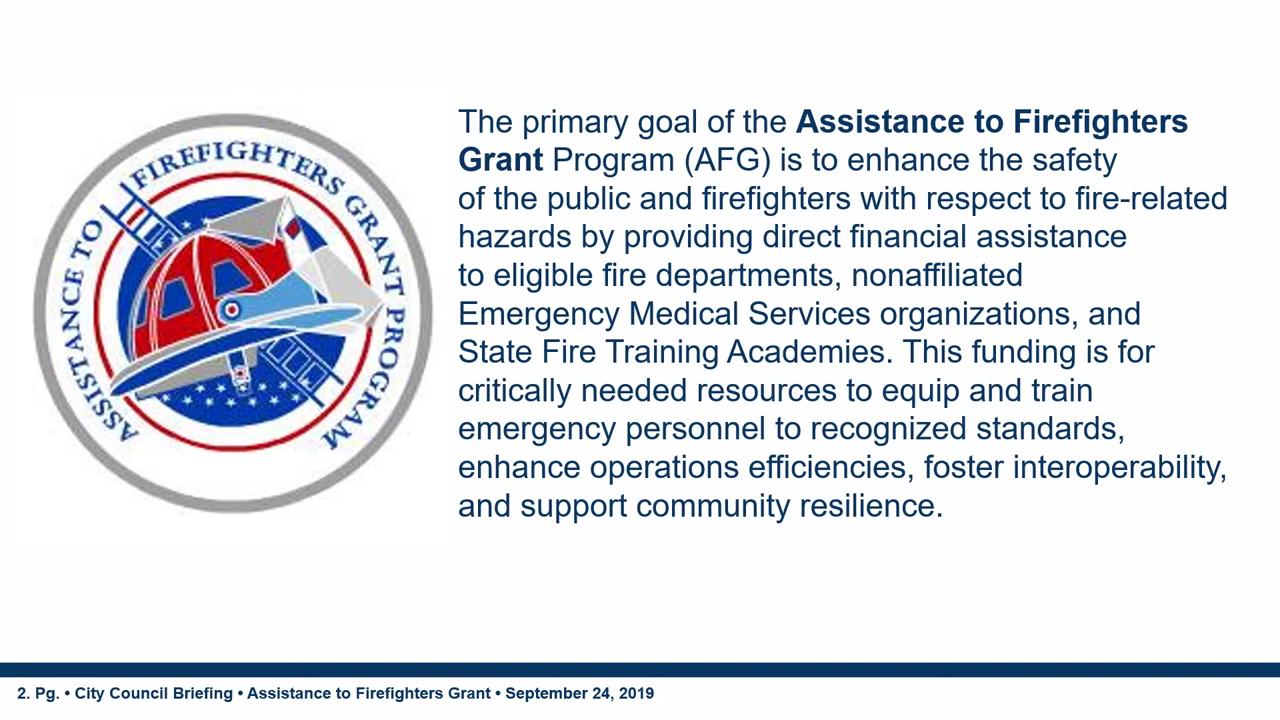 ASSISTANCE TO FIREFIGHTERS GRANT PROGRAM
The primary goal of the Assistance to Firefighters
Grant Program (AFG) is to enhance the safety
of the public and firefighters with respect to fire-related
hazards by providing direct financial assistance
to eligible fire departments, nonaffiliated
Emergency Medical Services organizations, and
State Fire Training Academies. This funding is for
critically needed resources to equip and train
emergency personnel to recognized standards,
enhance operations efficiencies, foster interoperability,
and support community resilience.
2. Pg. • City Council Briefing • Assistance to Firefighters Grant • September 24, 2019